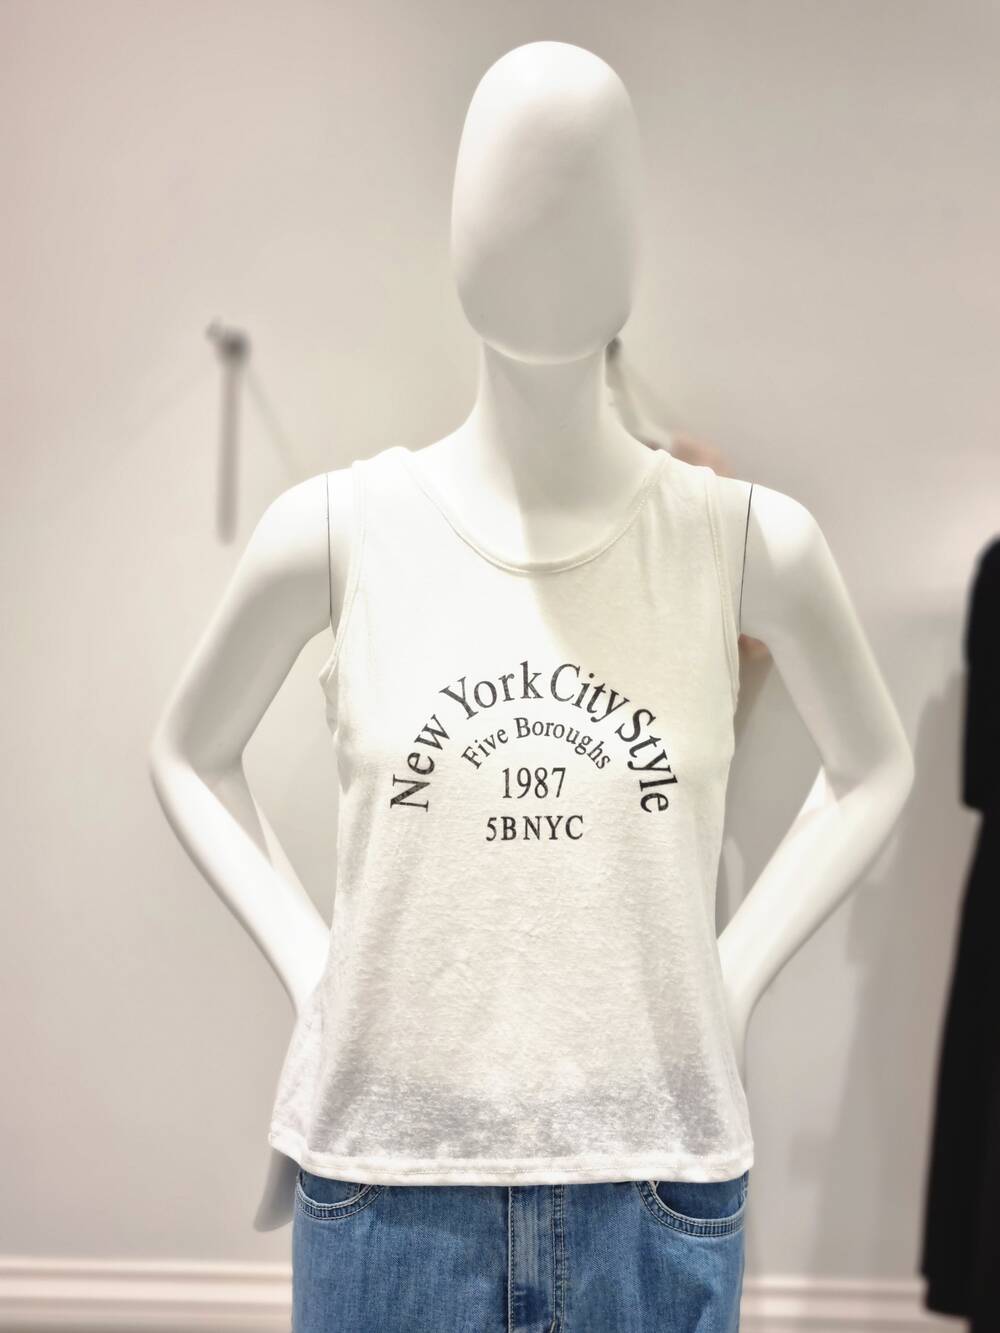 New York City Style
Five Boroughs
1987
5BNYC